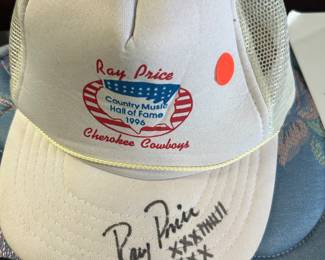 Ray Price
Country Music
Hall of Fame
1996
Cherokee Cowboys
Ray Price